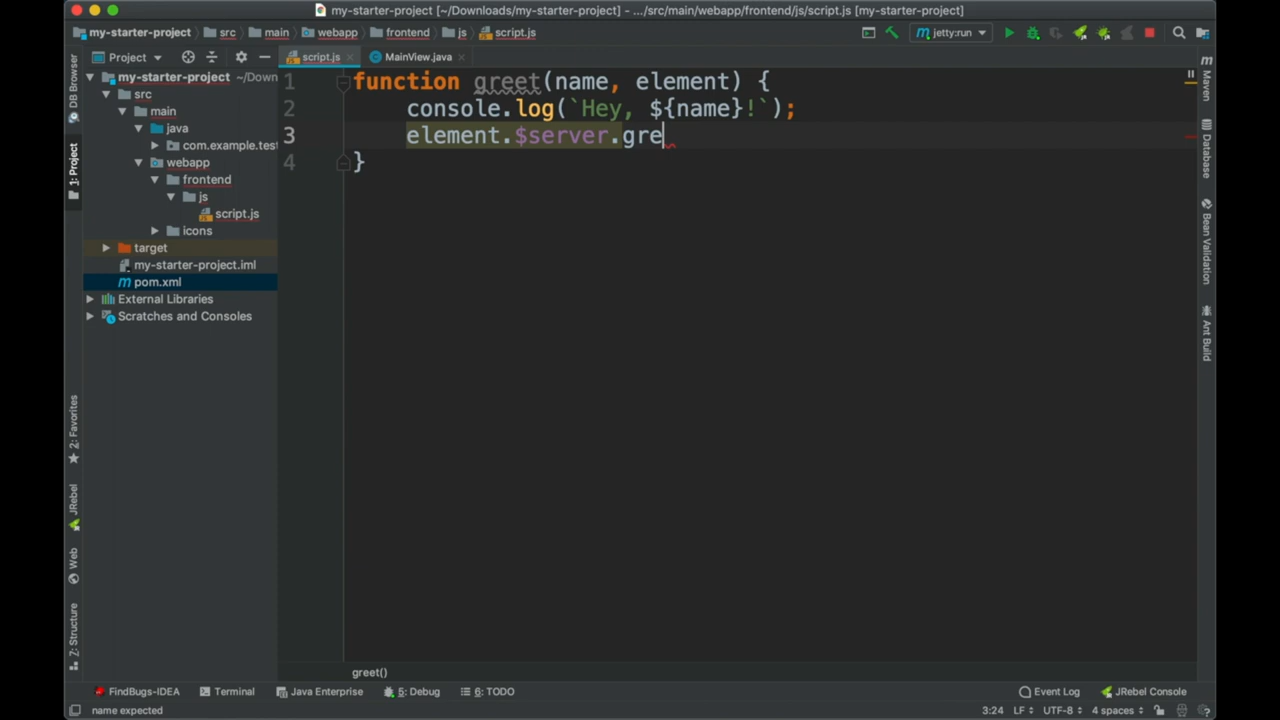 my-starter-project [~/Downloads/my-starter-project] - .../src/main/webapp/frontend/js/script.js [my-starter-project]
my-starter-project src main webapp frontend js script.js jetty:run
Project script.js MainView.java
my-starter-project ~/Down
src
main
java
com.example.test
webapp
frontend
js
script.js
icons
target
my-starter-project.iml
pom.xml
External Libraries
Scratches and Consoles
1 function greet(name, element) {
2 console.log(`Hey, ${name}!`);
3 element.$server.gre
4 }
greet()
DB Browser
1: Project
2: Favorites
JRebel
Web
7: Structure
Maven
Database
Bean Validation
Ant Build
FindBugs-IDEA Terminal Java Enterprise 5: Debug 6: TODO Event Log JRebel Console
name expected 3:24 LF UTF-8 4 spaces